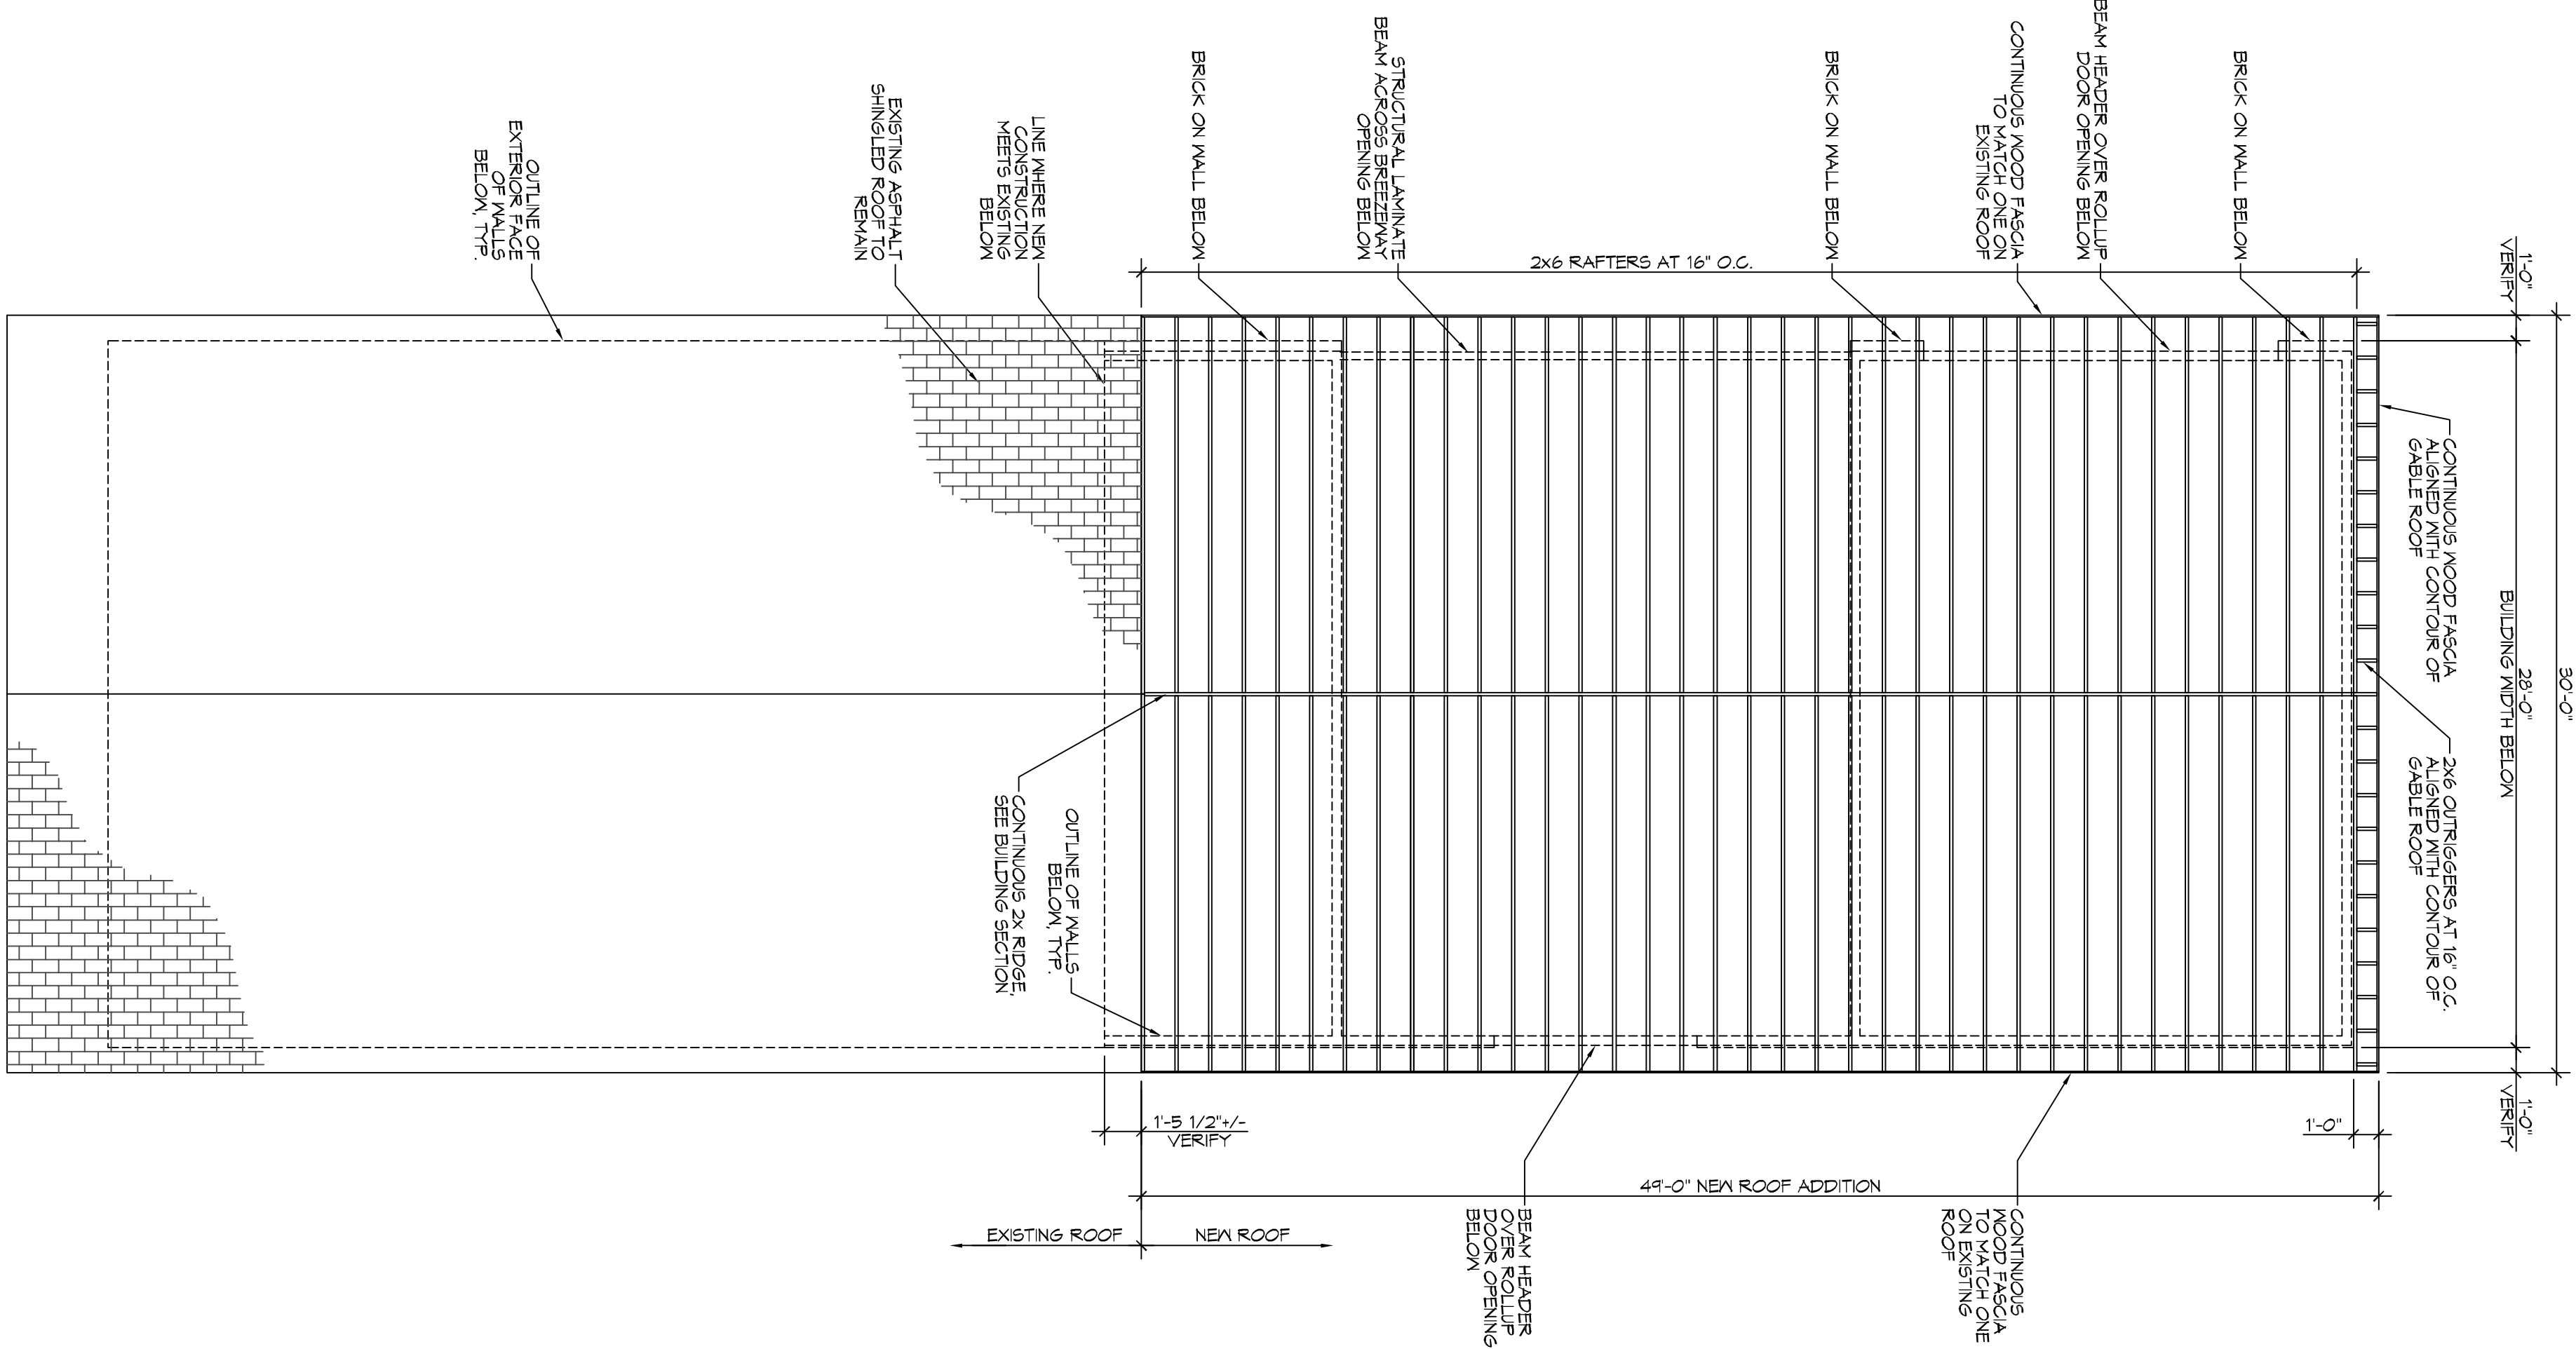 OUTLINE OF
EXTERIOR FACE
OF WALLS
BELOW, TYP.
EXISTING ASPHALT
SHINGLED ROOF TO
REMAIN
LINE WHERE NEW
CONSTRUCTION
MEETS EXISTING
BELOW
BRICK ON WALL BELOW
STRUCTURAL LAMINATE
BEAM ACROSS BREEZEWAY
OPENING BELOW
BRICK ON WALL BELOW
CONTINUOUS WOOD FASCIA
TO MATCH ONE ON
EXISTING ROOF
BEAM HEADER OVER ROLLUP
DOOR OPENING BELOW
BRICK ON WALL BELOW
2x6 RAFTERS AT 16" O.C.
1'-0"
VERIFY
30'-0"
28'-0"
BUILDING WIDTH BELOW
1'-0"
VERIFY
CONTINUOUS WOOD FASCIA
ALIGNED WITH CONTOUR OF
GABLE ROOF
2x6 OUTRIGGERS AT 16" O.C.
ALIGNED WITH CONTOUR OF
GABLE ROOF
OUTLINE OF WALLS
BELOW, TYP.
CONTINUOUS 2x RIDGE,
SEE BUILDING SECTION
1'-5 1/2"+/-
VERIFY
1'-0"
49'-0" NEW ROOF ADDITION
EXISTING ROOF
NEW ROOF
BEAM HEADER
OVER ROLLUP
DOOR OPENING
BELOW
CONTINUOUS
WOOD FASCIA
TO MATCH ONE
ON EXISTING
ROOF